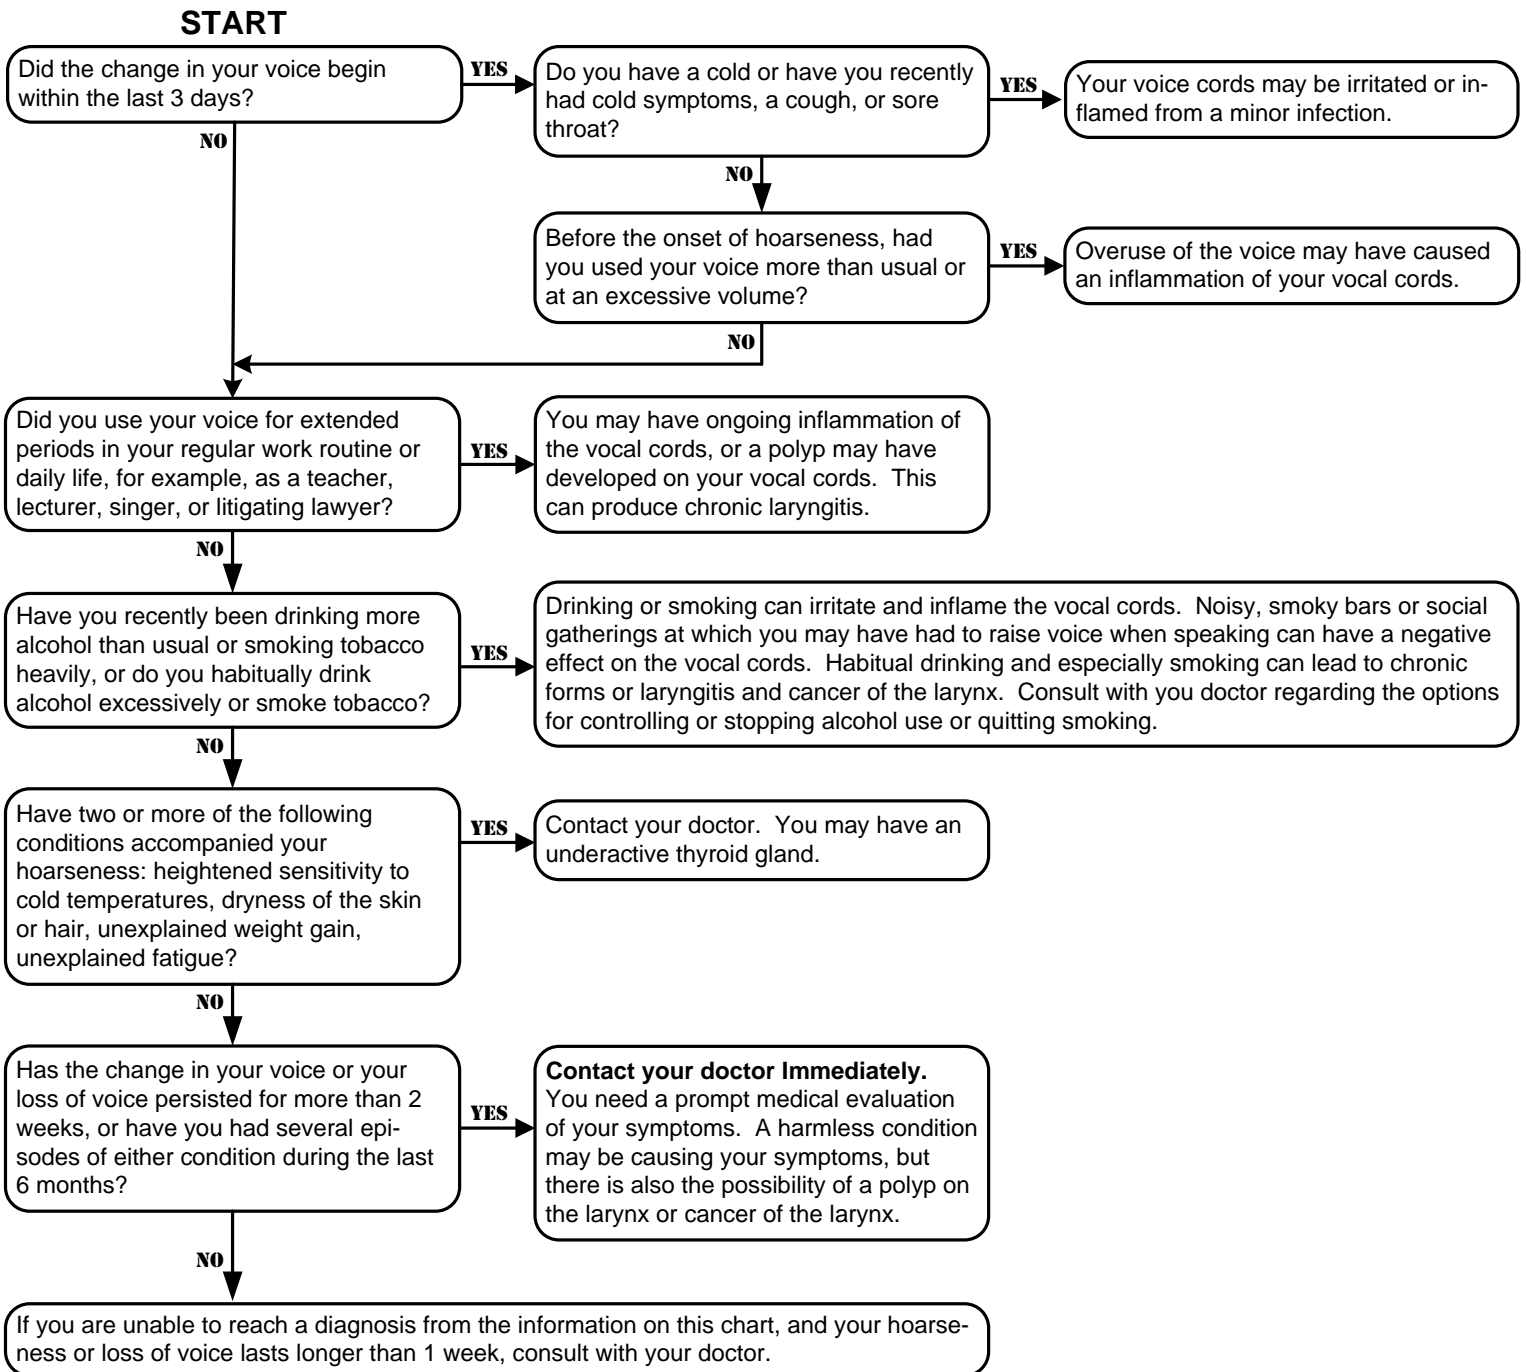 START
Did the change in your voice begin
within the last 3 days?
YES
Do you have a cold or have you recently
had cold symptoms, a cough, or sore
throat?
YES
Your voice cords may be irritated or in-
flamed from a minor infection.
NO
NO
Before the onset of hoarseness, had
you used your voice more than usual or
at an excessive volume?
YES
Overuse of the voice may have caused
an inflammation of your vocal cords.
NO
Did you use your voice for extended
periods in your regular work routine or
daily life, for example, as a teacher,
lecturer, singer, or litigating lawyer?
YES
You may have ongoing inflammation of
the vocal cords, or a polyp may have
developed on your vocal cords. This
can produce chronic laryngitis.
NO
Have you recently been drinking more
alcohol than usual or smoking tobacco
heavily, or do you habitually drink
alcohol excessively or smoke tobacco?
YES
Drinking or smoking can irritate and inflame the vocal cords. Noisy, smoky bars or social
gatherings at which you may have had to raise voice when speaking can have a negative
effect on the vocal cords. Habitual drinking and especially smoking can lead to chronic
forms or laryngitis and cancer of the larynx. Consult with you doctor regarding the options
for controlling or stopping alcohol use or quitting smoking.
NO
Have two or more of the following
conditions accompanied your
hoarseness: heightened sensitivity to
cold temperatures, dryness of the skin
or hair, unexplained weight gain,
unexplained fatigue?
YES
Contact your doctor. You may have an
underactive thyroid gland.
NO
Has the change in your voice or your
loss of voice persisted for more than 2
weeks, or have you had several epi-
sodes of either condition during the last
6 months?
YES
Contact your doctor Immediately.
You need a prompt medical evaluation
of your symptoms. A harmless condition
may be causing your symptoms, but
there is also the possibility of a polyp on
the larynx or cancer of the larynx.
NO
If you are unable to reach a diagnosis from the information on this chart, and your hoarse-
ness or loss of voice lasts longer than 1 week, consult with your doctor.